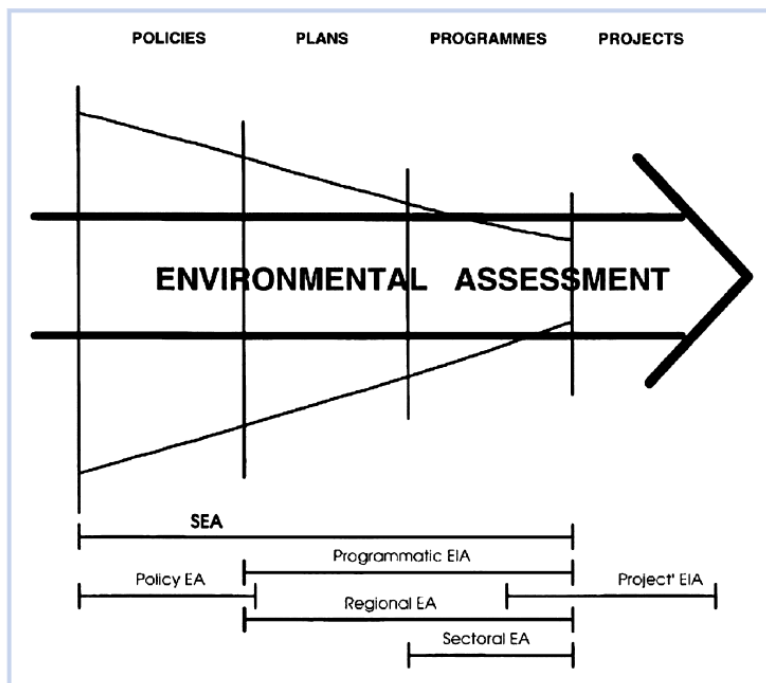 POLICIES PLANS PROGRAMMES PROJECTS
ENVIRONMENTAL ASSESSMENT
SEA
Programmatic EIA
Policy EA Project' EIA
Regional EA
Sectoral EA